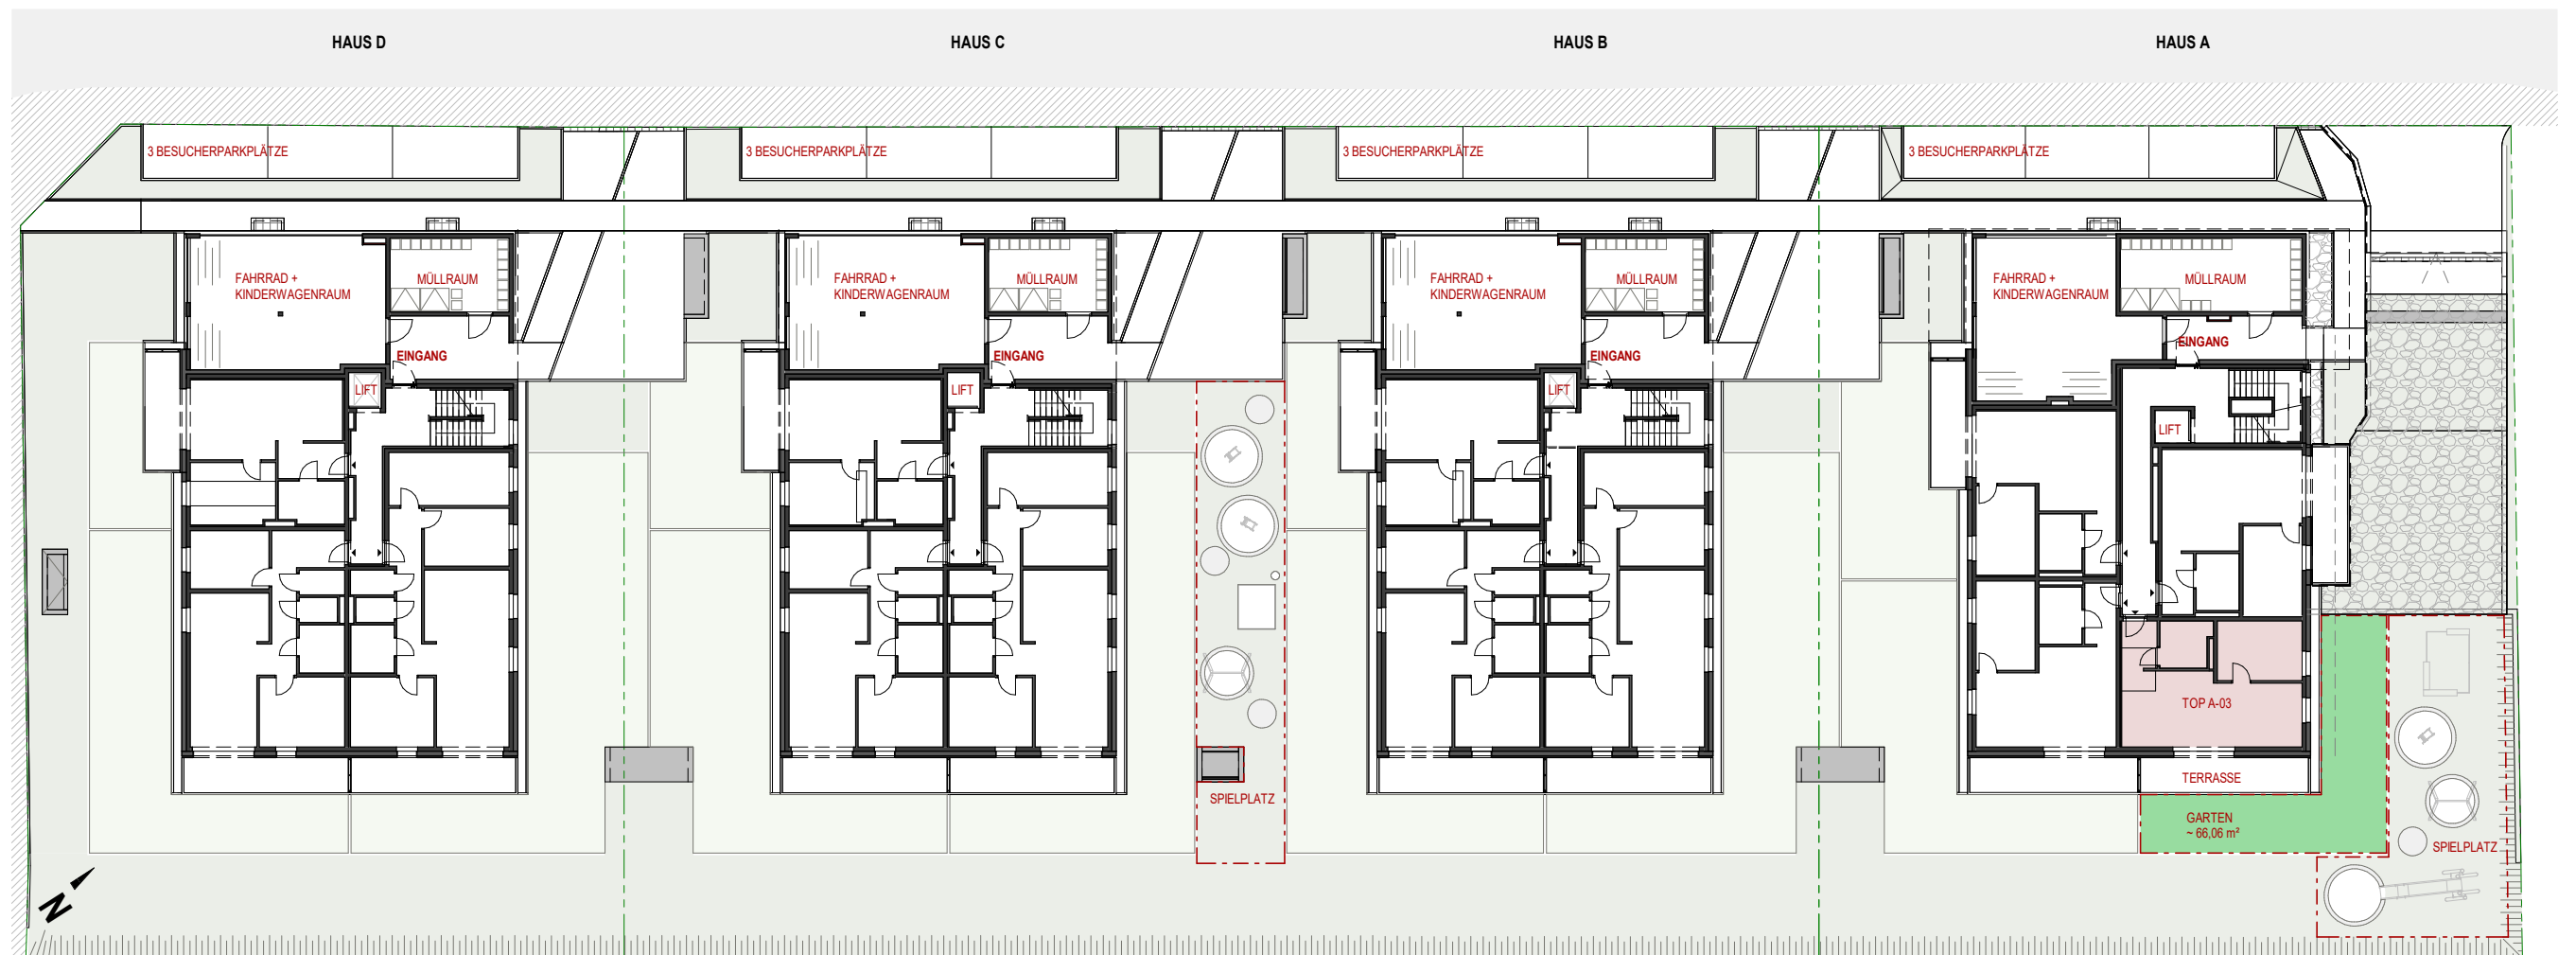 HAUS D
HAUS C
HAUS B
HAUS A
3 BESUCHERPARKPLÄTZE
3 BESUCHERPARKPLÄTZE
3 BESUCHERPARKPLÄTZE
3 BESUCHERPARKPLÄTZE
FAHRRAD +
KINDERWAGENRAUM
MÜLLRAUM
FAHRRAD +
KINDERWAGENRAUM
MÜLLRAUM
FAHRRAD +
KINDERWAGENRAUM
MÜLLRAUM
FAHRRAD +
KINDERWAGENRAUM
MÜLLRAUM
EINGANG
EINGANG
EINGANG
EINGANG
LIFT
LIFT
LIFT
LIFT
TOP A-03
TERRASSE
SPIELPLATZ
GARTEN
~ 66,06 m²
SPIELPLATZ
N